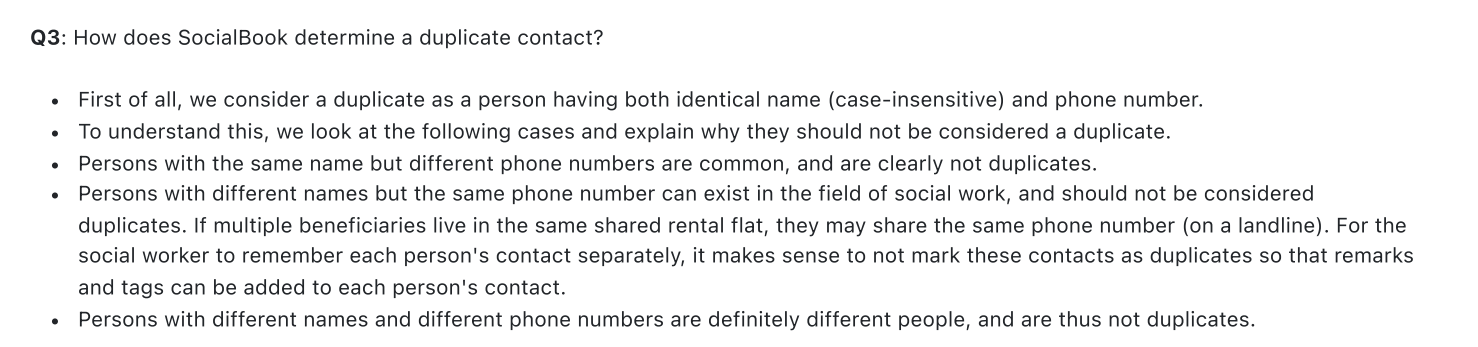 Q3: How does SocialBook determine a duplicate contact?
• First of all, we consider a duplicate as a person having both identical name (case-insensitive) and phone number.
• To understand this, we look at the following cases and explain why they should not be considered a duplicate.
• Persons with the same name but different phone numbers are common, and are clearly not duplicates.
• Persons with different names but the same phone number can exist in the field of social work, and should not be considered
duplicates. If multiple beneficiaries live in the same shared rental flat, they may share the same phone number (on a landline). For the
social worker to remember each person's contact separately, it makes sense to not mark these contacts as duplicates so that remarks
and tags can be added to each person's contact.
• Persons with different names and different phone numbers are definitely different people, and are thus not duplicates.